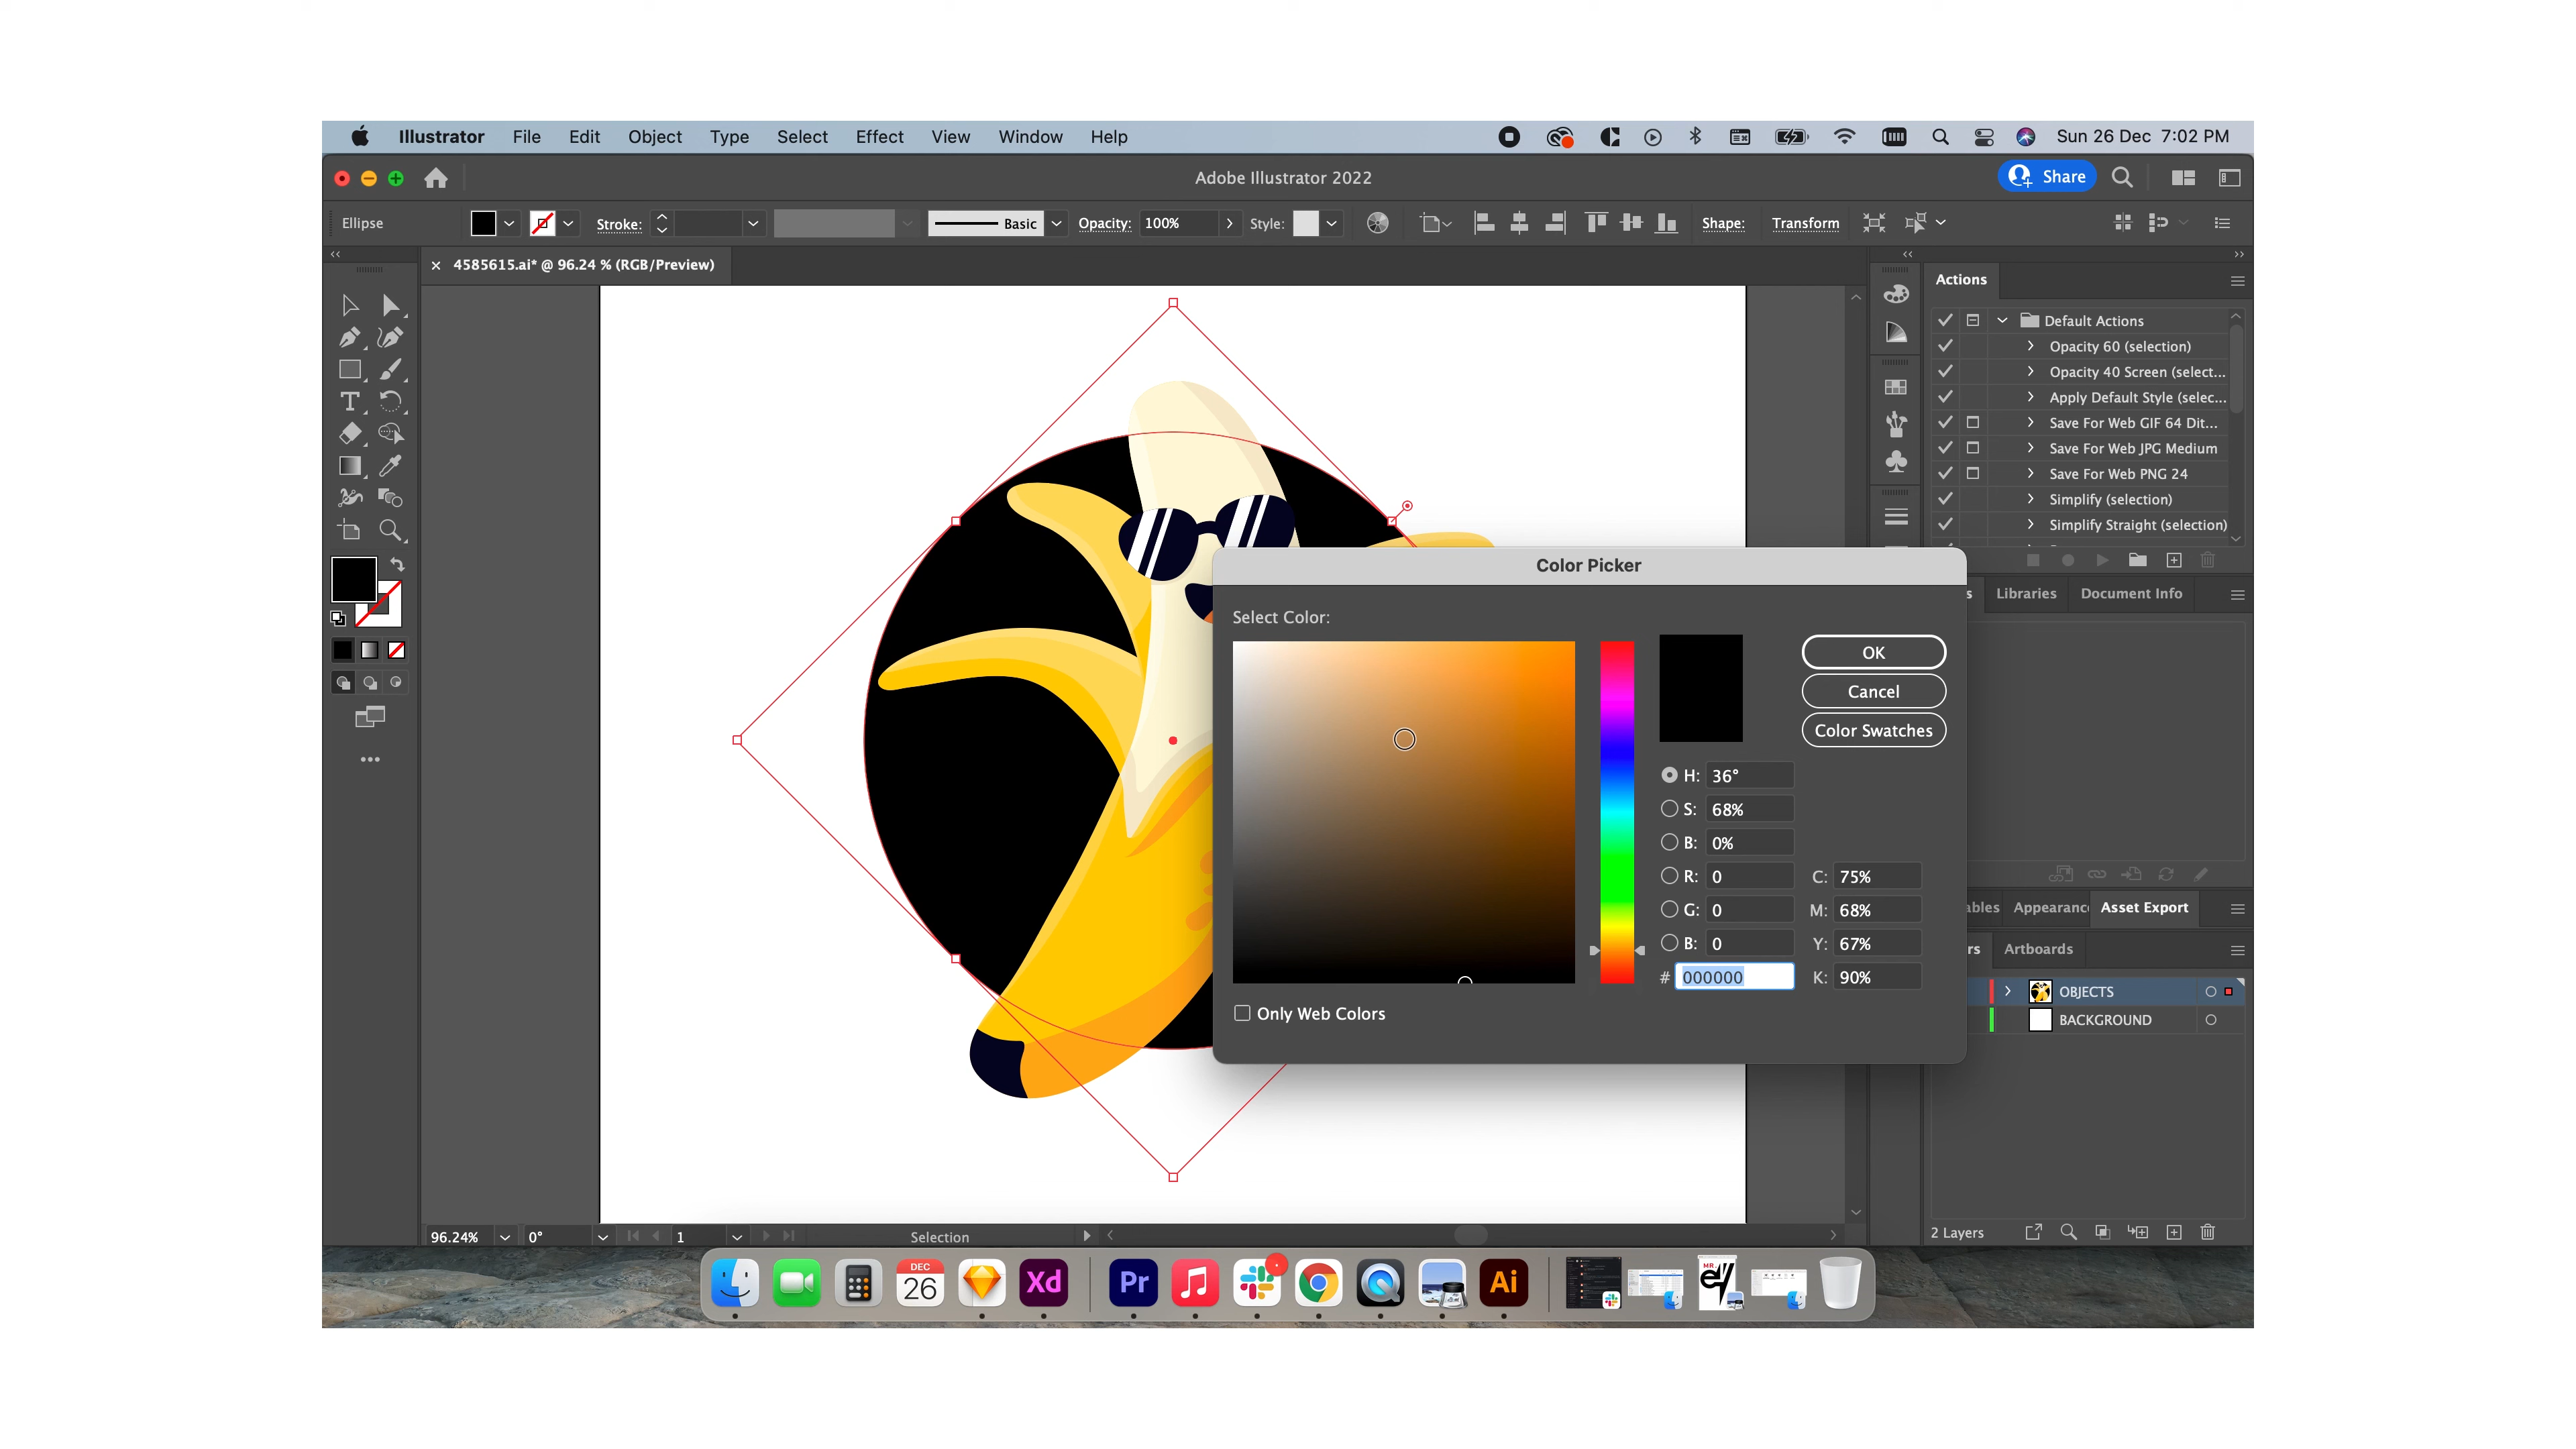 Illustrator File Edit Object Type Select Effect View Window Help Sun 26 Dec 7:02 PM
Adobe Illustrator 2022
Share
Ellipse Stroke: Basic Opacity: 100% Style: Shape: Transform
4585615.ai* @ 96.24 % (RGB/Preview)
Actions
Default Actions
Opacity 60 (selection)
Opacity 40 Screen (select...
Apply Default Style (selec...
Save For Web GIF 64 Dit...
Save For Web JPG Medium
Save For Web PNG 24
Simplify (selection)
Simplify Straight (selection)
s Libraries Document Info
Color Picker
Select Color:
OK
Cancel
Color Swatches
H: 36°
S: 68%
B: 0%
R: 0 C: 75%
G: 0 M: 68%
B: 0 Y: 67%
# 000000 K: 90%
Only Web Colors
ables Appearanc Asset Export
rs Artboards
OBJECTS
BACKGROUND
96.24% 0° 1 Selection
2 Layers
DEC
26
Xd
Pr
Ai
MR.